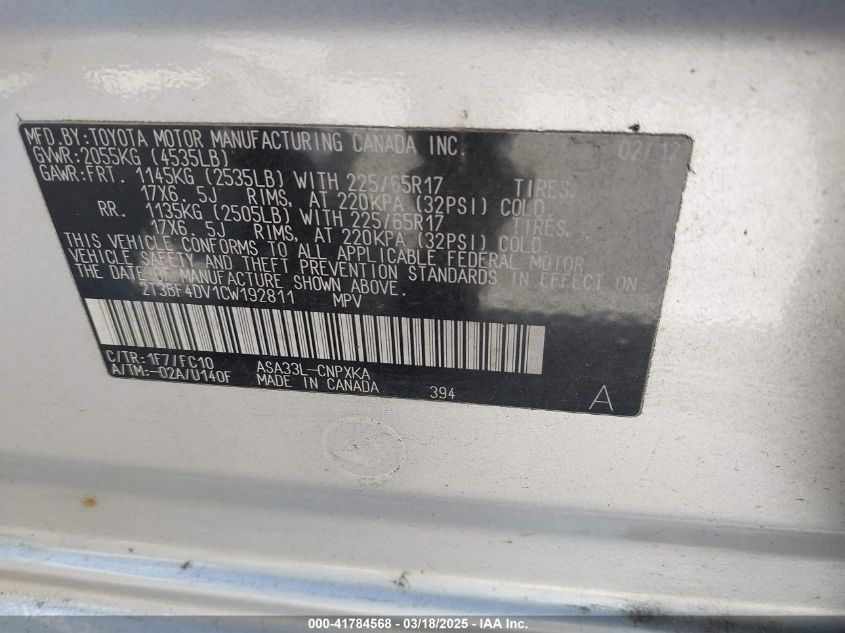 MFD.BY:TOYOTA MOTOR MANUFACTURING CANADA INC. 02/12
GVWR:2055KG (4535LB)
GAWR:FRT. 1145KG (2535LB) WITH 225/65R17 TIRES,
17X6.5J RIMS, AT 220KPA (32PSI) COLD.
RR. 1135KG (2505LB) WITH 225/65R17 TIRES,
17X6.5J RIMS, AT 220KPA (32PSI) COLD.
THIS VEHICLE CONFORMS TO ALL APPLICABLE FEDERAL MOTOR
VEHICLE SAFETY AND THEFT PREVENTION STANDARDS IN EFFECT ON
THE DATE OF MANUFACTURE SHOWN ABOVE.
2T3BF4DV1CW192811 MPV
C/TR:1F7/FC10 ASA33L-CNPXKA
A/TM:-02A/U140F MADE IN CANADA 394 A
000-41784568 - 03/18/2025 - IAA Inc.